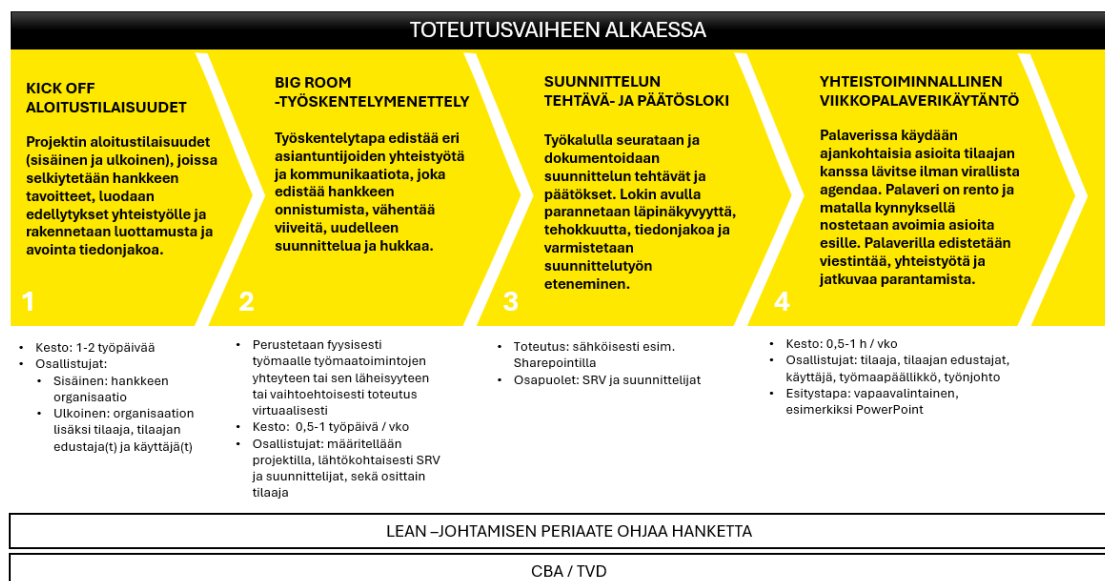 TOTEUTUSVAIHEEN ALKAESSA
KICK OFF
ALOITUSTILAISUUDET
Projektin aloitustilaisuudet
(sisäinen ja ulkoinen), joissa
selkiytetään hankkeen
tavoitteet, luodaan
edellytykset yhteistyölle ja
rakennetaan luottamusta ja
avointa tiedonjakoa.
1
• Kesto: 1-2 työpäivää
• Osallistujat:
• Sisäinen: hankkeen
organisaatio
• Ulkoinen: organisaation
lisäksi tilaaja, tilaajan
edustaja(t) ja käyttäjä(t)
BIG ROOM
-TYÖSKENTELYMENETTELY
Työskentelytapa edistää eri
asiantuntijoiden yhteistyötä
ja kommunikaatiota, joka
edistää hankkeen
onnistumista, vähentää
viiveitä, uudelleen
suunnittelua ja hukkaa.
2
• Perustetaan fyysisesti
työmaalle työmaatoimintojen
yhteyteen tai sen läheisyyteen
tai vaihtoehtoisesti toteutus
virtuaalisesti
• Kesto: 0,5-1 työpäivä / vko
• Osallistujat: määritellään
projektilla, lähtökohtaisesti SRV
ja suunnittelijat, sekä osittain
tilaaja
SUUNNITTELUN
TEHTÄVÄ- JA PÄÄTÖSLOKI
Työkalulla seurataan ja
dokumentoidaan
suunnittelun tehtävät ja
päätökset. Lokin avulla
parannetaan läpinäkyvyyttä,
tehokkuutta, tiedonjakoa ja
varmistetaan
suunnittelutyön
eteneminen.
3
• Toteutus: sähköisesti esim.
Sharepointilla
• Osapuolet: SRV ja suunnittelijat
YHTEISTOIMINNALLINEN
VIIKKOPALAVERIKÄYTÄNTÖ
Palaverissa käydään
ajankohtaisia asioita tilaajan
kanssa lävitse ilman virallista
agendaa. Palaveri on rento ja
matalla kynnyksellä
nostetaan avoimia asioita
esille. Palaverilla edistetään
viestintää, yhteistyötä ja
jatkuvaa parantamista.
4
• Kesto: 0,5-1 h / vko
• Osallistujat: tilaaja, tilaajan edustajat,
käyttäjä, työmaapäällikkö, työnjohto
• Esitystapa: vapaavalintainen,
esimerkiksi PowerPoint
LEAN –JOHTAMISEN PERIAATE OHJAA HANKETTA
CBA / TVD